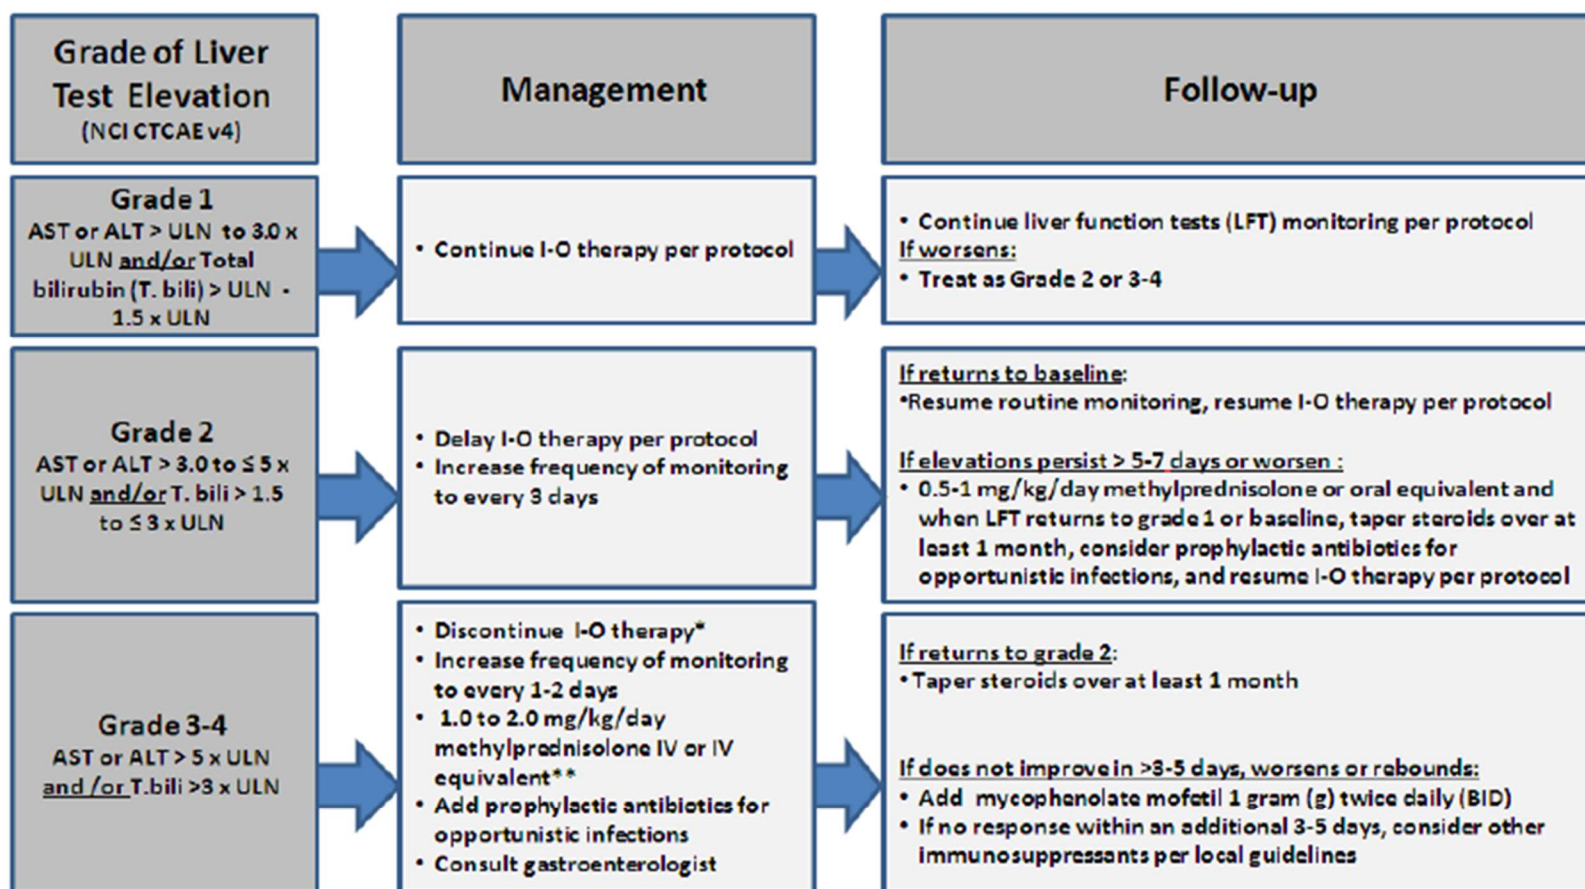 Grade of Liver
Test Elevation
(NCI CTCAE v4)
Management
Follow-up
Grade 1
AST or ALT > ULN to 3.0 x
ULN and/or Total
bilirubin (T. bili) > ULN -
1.5 x ULN
• Continue I-O therapy per protocol
• Continue liver function tests (LFT) monitoring per protocol
If worsens:
• Treat as Grade 2 or 3-4
Grade 2
AST or ALT > 3.0 to ≤ 5 x
ULN and/or T. bili > 1.5
to ≤ 3 x ULN
• Delay I-O therapy per protocol
• Increase frequency of monitoring
to every 3 days
If returns to baseline:
•Resume routine monitoring, resume I-O therapy per protocol
If elevations persist > 5-7 days or worsen :
• 0.5-1 mg/kg/day methylprednisolone or oral equivalent and
when LFT returns to grade 1 or baseline, taper steroids over at
least 1 month, consider prophylactic antibiotics for
opportunistic infections, and resume I-O therapy per protocol
Grade 3-4
AST or ALT > 5 x ULN
and /or T.bili >3 x ULN
• Discontinue I-O therapy*
• Increase frequency of monitoring
to every 1-2 days
• 1.0 to 2.0 mg/kg/day
methylprednisolone IV or IV
equivalent**
• Add prophylactic antibiotics for
opportunistic infections
• Consult gastroenterologist
If returns to grade 2:
•Taper steroids over at least 1 month
If does not improve in >3-5 days, worsens or rebounds:
• Add mycophenolate mofetil 1 gram (g) twice daily (BID)
• If no response within an additional 3-5 days, consider other
immunosuppressants per local guidelines